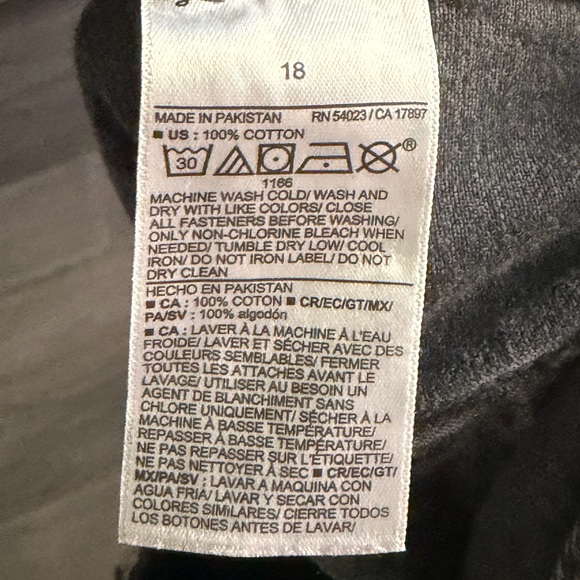 18
MADE IN PAKISTAN RN 54023 / CA 17897
■ US : 100% COTTON
30 ®
1166
MACHINE WASH COLD/ WASH AND
DRY WITH LIKE COLORS/ CLOSE
ALL FASTENERS BEFORE WASHING/
ONLY NON-CHLORINE BLEACH WHEN
NEEDED/ TUMBLE DRY LOW/ COOL
IRON/ DO NOT IRON LABEL/ DO NOT
DRY CLEAN
HECHO EN PAKISTAN
■ CA : 100% COTON ■ CR/EC/GT/MX/
PA/SV : 100% algodón
■ CA : LAVER À LA MACHINE À L'EAU
FROIDE/ LAVER ET SÉCHER AVEC DES
COULEURS SEMBLABLES/ FERMER
TOUTES LES ATTACHES AVANT LE
LAVAGE/ UTILISER AU BESOIN UN
AGENT DE BLANCHIMENT SANS
CHLORE UNIQUEMENT/ SÉCHER À LA
MACHINE À BASSE TEMPÉRATURE/
REPASSER À BASSE TEMPÉRATURE/
NE PAS REPASSER SUR L'ÉTIQUETTE/
NE PAS NETTOYER À SEC ■ CR/EC/GT/
MX/PA/SV : LAVAR A MAQUINA CON
AGUA FRIA/ LAVAR Y SECAR CON
COLORES SIMILARES/ CIERRE TODOS
LOS BOTONES ANTES DE LAVAR/